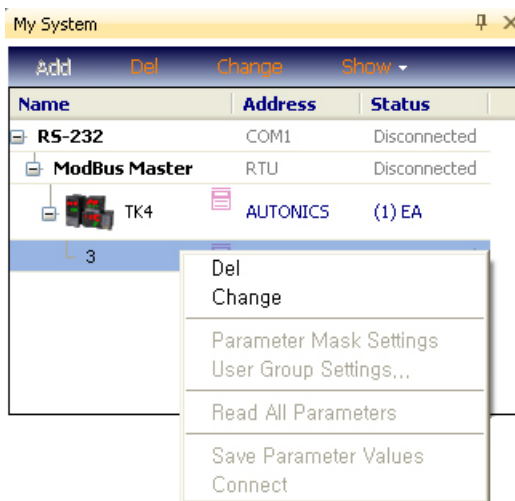 My System
Add Del Change Show
Name Address Status
RS-232 COM1 Disconnected
ModBus Master RTU Disconnected
TK4 AUTONICS (1) EA
3
Del
Change
Parameter Mask Settings
User Group Settings...
Read All Parameters
Save Parameter Values
Connect